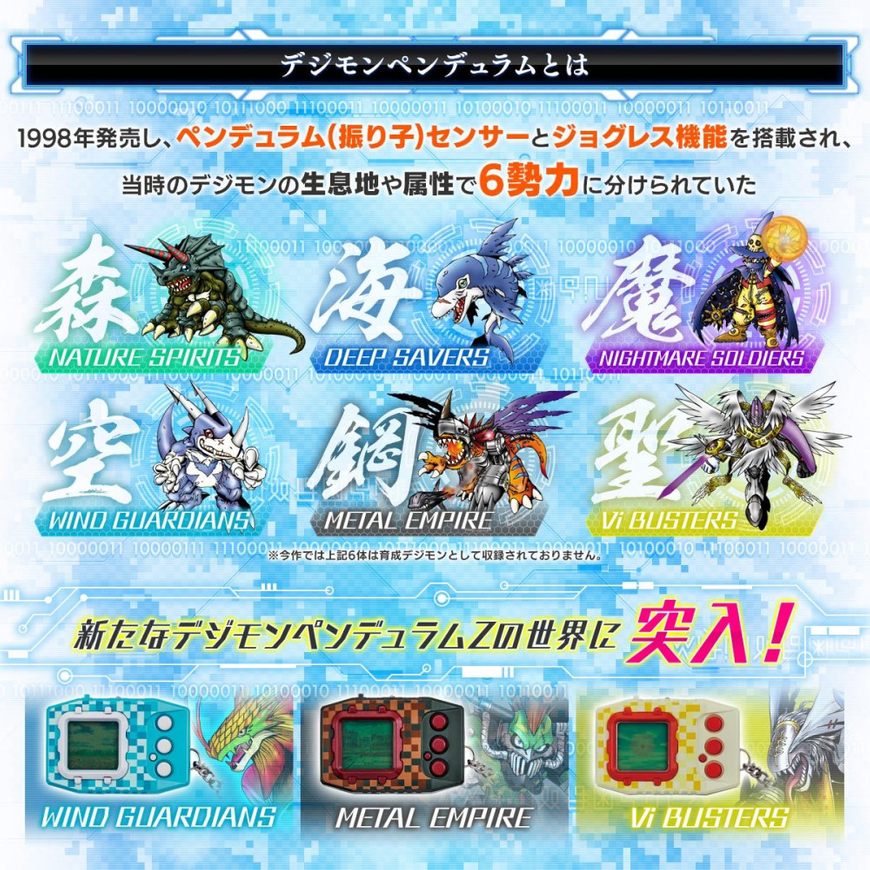 デジモンペンデュラムとは
1998年発売し、ペンデュラム(振り子)センサーとジョグレス機能を搭載され、
当時のデジモンの生息地や属性で6勢力に分けられていた
森 海 魔
NATURE SPIRITS DEEP SAVERS NIGHTMARE SOLDIERS
空 鋼 聖
WIND GUARDIANS METAL EMPIRE Vi BUSTERS
※今作では上記6体は育成デジモンとして収録されておりません。
新たなデジモンペンデュラムZの世界に 突入!
WIND GUARDIANS METAL EMPIRE Vi BUSTERS